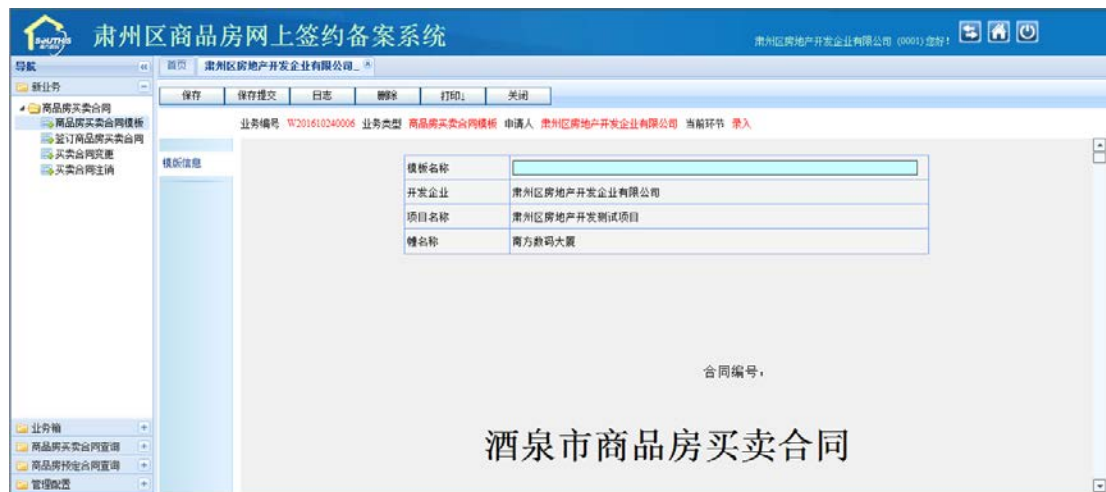 SOUTHIS
肃州区商品房网上签约备案系统
肃州区房地产开发企业有限公司 (0001) 您好！
导航
首页 肃州区房地产开发企业有限公司_
新业务
保存 保存提交 日志 删除 打印↓ 关闭
商品房买卖合同
商品房买卖合同模板
签订商品房买卖合同
买卖合同变更
买卖合同注销
业务编号 W201610240006 业务类型 商品房买卖合同模板 申请人 肃州区房地产开发企业有限公司 当前环节 录入
模版信息
模板名称
开发企业 肃州区房地产开发企业有限公司
项目名称 肃州区房地产开发测试项目
幢名称 南方数码大厦
合同编号：
酒泉市商品房买卖合同
业务箱
商品房买卖合同查询
商品房预定合同查询
管理配置